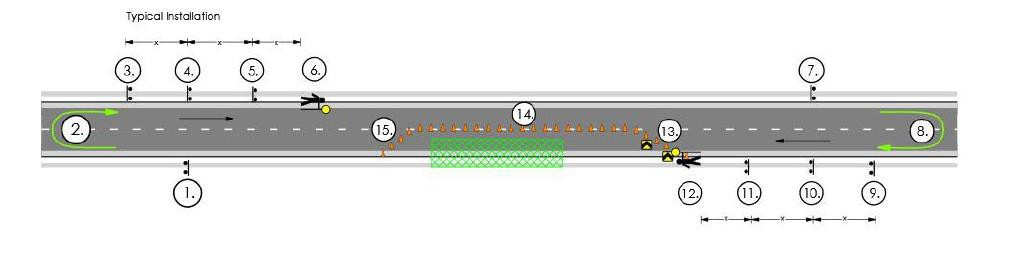 Typical Installation
x x x
3. 4. 5. 6. 7.
14.
2. 15. 13. 8.
1. 12. 11. 10. 9.
x x x